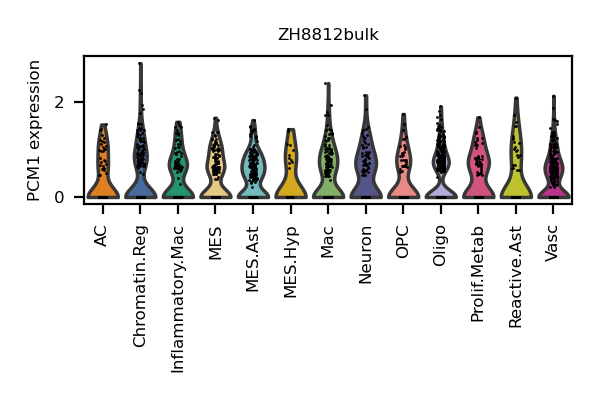 ZH8812bulk
PCM1 expression
2
0
AC
Chromatin.Reg
Inflammatory.Mac
MES
MES.Ast
MES.Hyp
Mac
Neuron
OPC
Oligo
Prolif.Metab
Reactive.Ast
Vasc